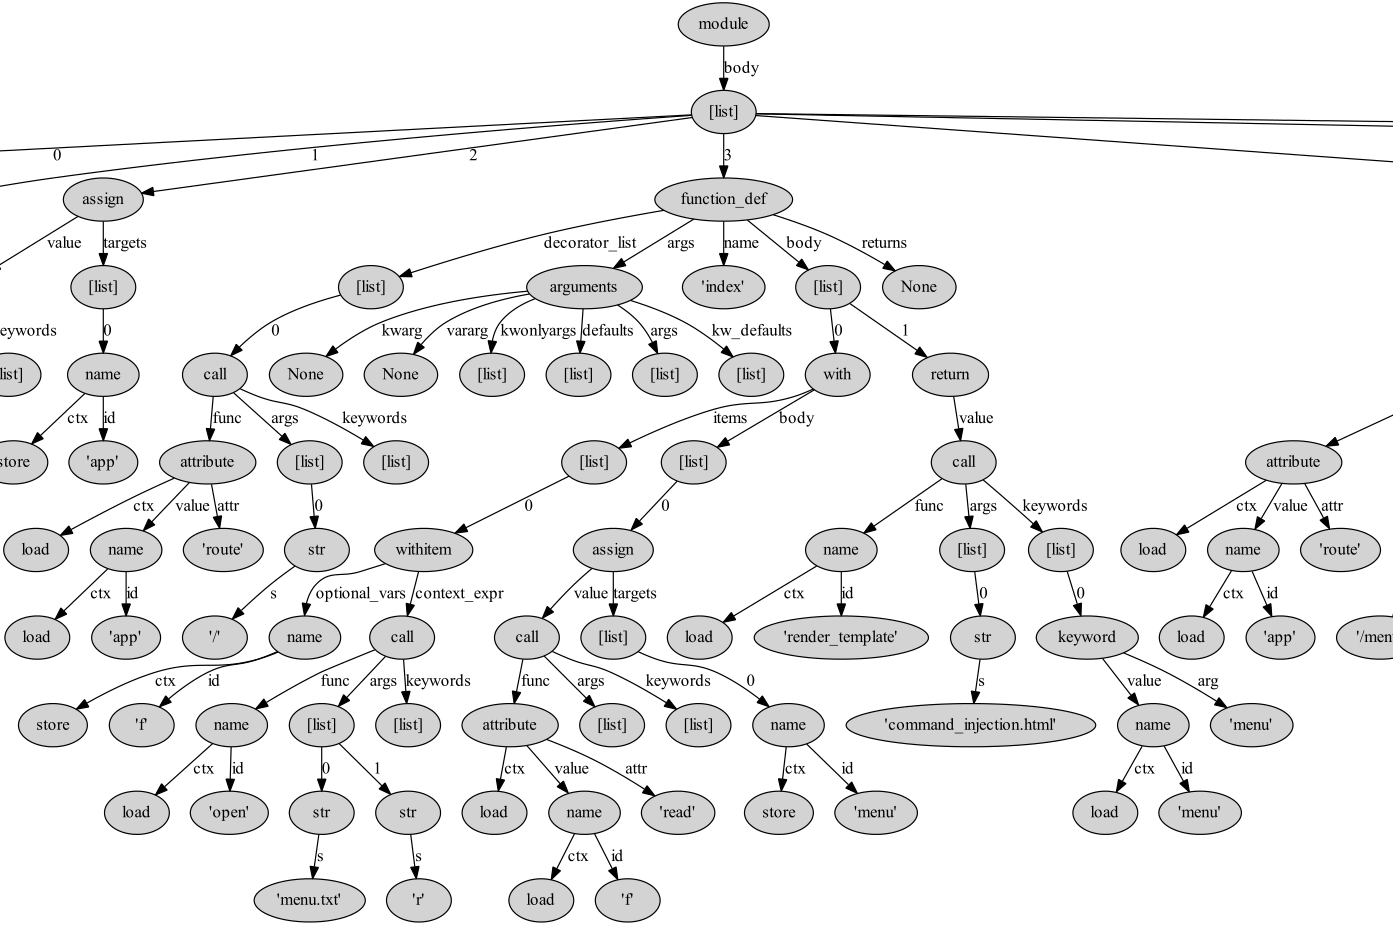 module
body
[list]
0
1
2
3
assign
function_def
value
targets
decorator_list
args
name
body
returns
[list]
[list]
arguments
'index'
[list]
None
eywords
0
0
kwarg
vararg
kwonlyargs
defaults
args
kw_defaults
0
1
list]
name
call
None
None
[list]
[list]
[list]
[list]
with
return
ctx
id
func
args
keywords
items
body
value
store
'app'
attribute
[list]
[list]
[list]
[list]
call
attribute
ctx
value
attr
0
0
0
func
args
keywords
ctx
value
attr
load
name
'route'
str
withitem
assign
name
[list]
[list]
load
name
'route'
ctx
id
s
optional_vars
context_expr
value
targets
ctx
id
0
0
ctx
id
load
'app'
'/'
name
call
call
[list]
load
'render_template'
str
keyword
load
'app'
'/men
ctx
id
func
args
keywords
func
args
keywords
0
s
value
arg
store
'f'
name
[list]
[list]
attribute
[list]
[list]
name
'command_injection.html'
name
'menu'
ctx
id
0
1
ctx
value
attr
ctx
id
ctx
id
load
'open'
str
str
load
name
'read'
store
'menu'
load
'menu'
s
s
ctx
id
'menu.txt'
'r'
load
'f'